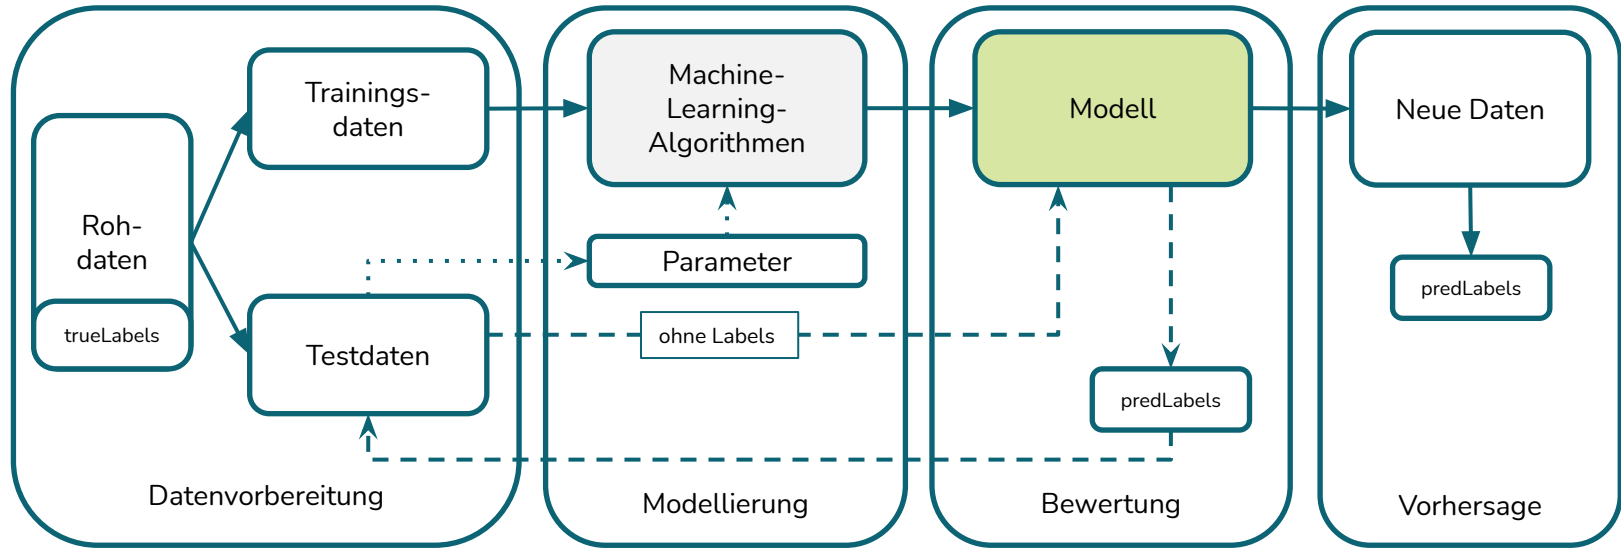 Roh-
daten
trueLabels
Trainings-
daten
Testdaten
Datenvorbereitung
Machine-
Learning-
Algorithmen
Parameter
ohne Labels
Modellierung
Modell
predLabels
Bewertung
Neue Daten
predLabels
Vorhersage